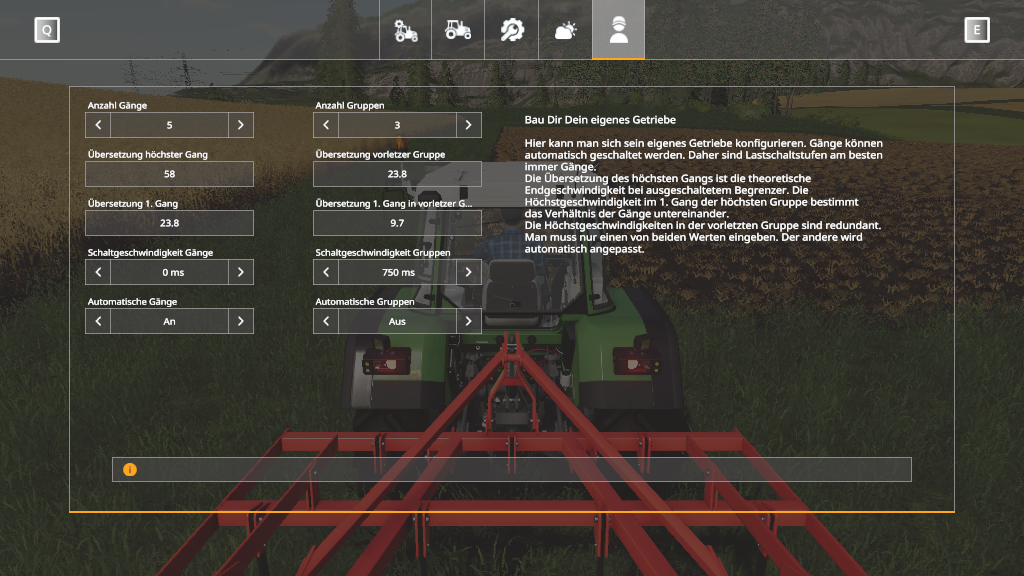 Q
E
Anzahl Gänge
5
Anzahl Gruppen
3
Übersetzung höchster Gang
58
Übersetzung vorletzer Gruppe
23.8
Übersetzung 1. Gang
23.8
Übersetzung 1. Gang in vorletzer G...
9.7
Schaltgeschwindigkeit Gänge
0 ms
Schaltgeschwindigkeit Gruppen
750 ms
Automatische Gänge
An
Automatische Gruppen
Aus
Bau Dir Dein eigenes Getriebe
Hier kann man sich sein eigenes Getriebe konfigurieren. Gänge können
automatisch geschaltet werden. Daher sind Lastschaltstufen am besten
immer Gänge.
Die Übersetzung des höchsten Gangs ist die theoretische
Endgeschwindigkeit bei ausgeschaltetem Begrenzer. Die
Höchstgeschwindigkeit im 1. Gang der höchsten Gruppe bestimmt
das Verhältnis der Gänge untereinander.
Die Höchstgeschwindigkeiten in der vorletzten Gruppe sind redundant.
Man muss nur einen von beiden Werten eingeben. Der andere wird
automatisch angepasst.